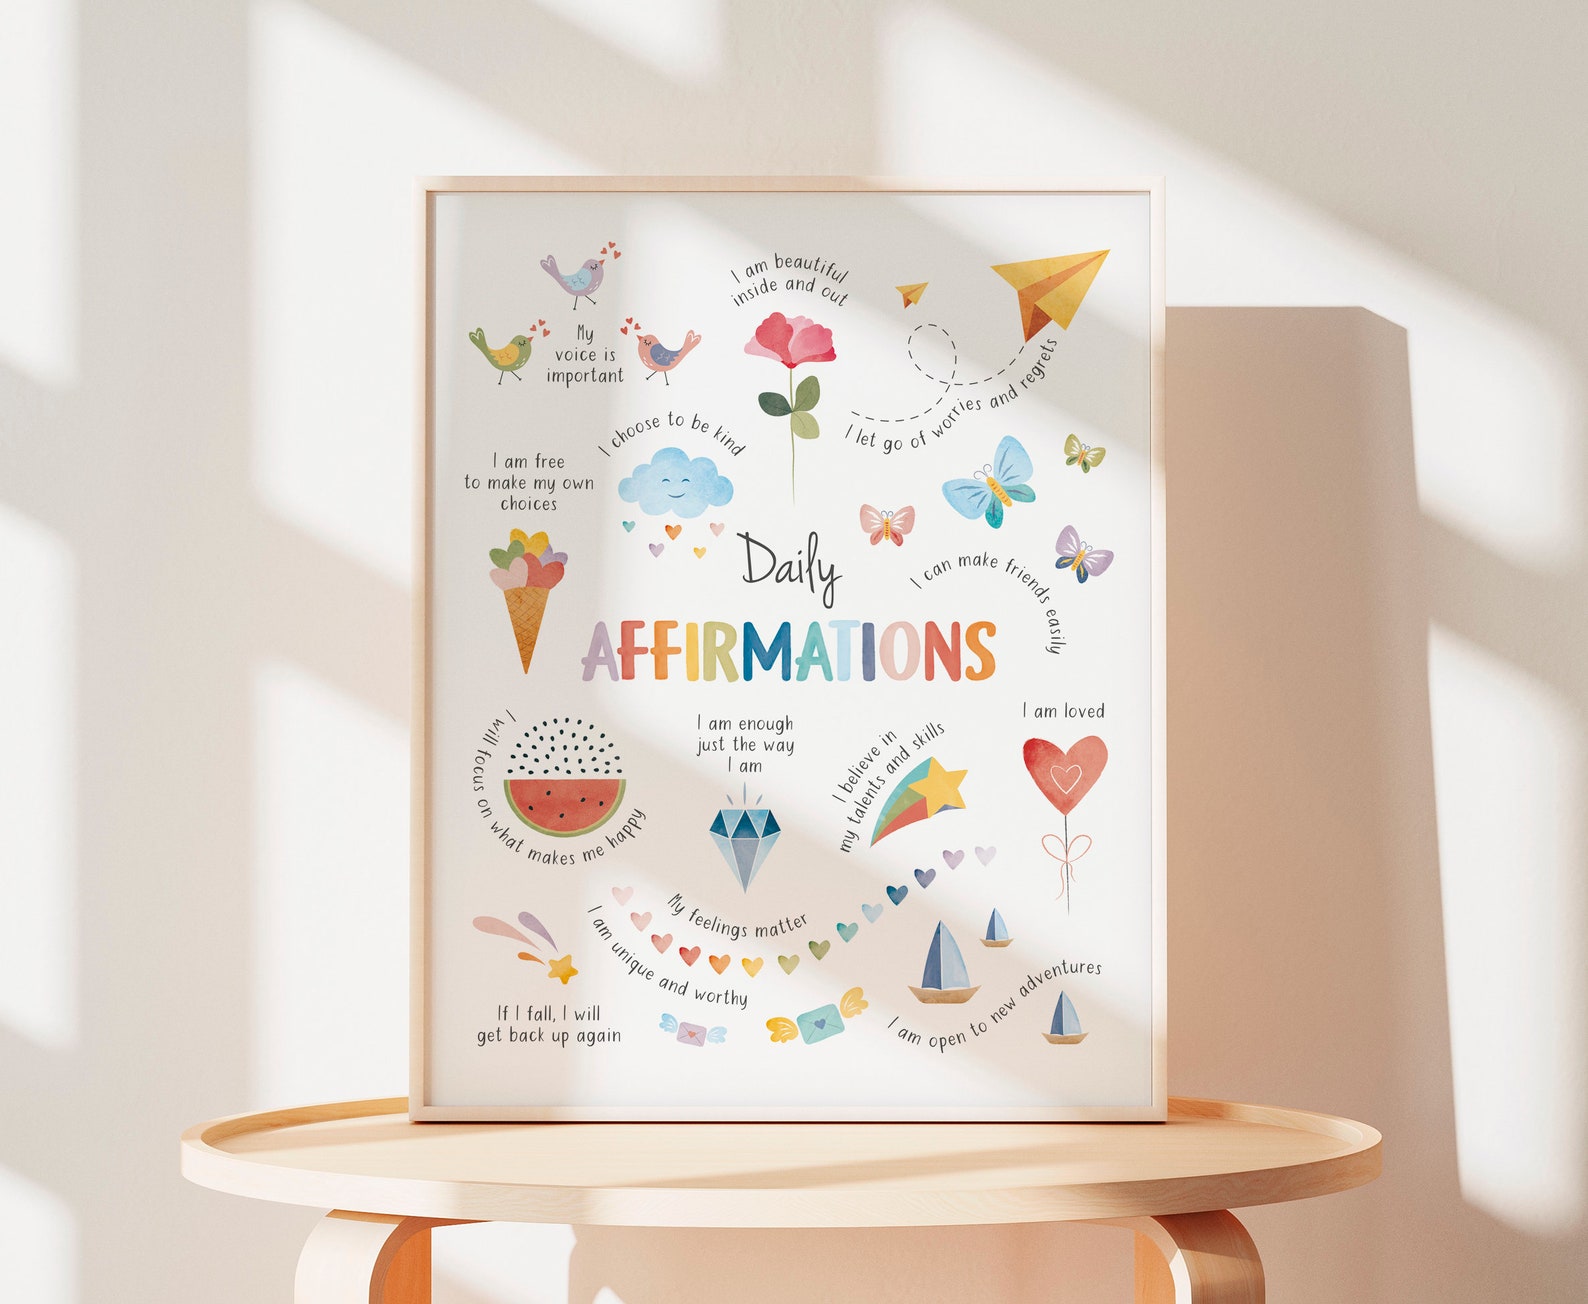 My
voice is
important
I am beautiful
inside and out
I let go of worries and regrets
I choose to be kind
I am free
to make my own
choices
I can make friends easily
Daily
AFFIRMATIONS
I will focus on what makes me happy
I am enough
just the way
I am
I believe in
my talents and skills
I am loved
My feelings matter
I am unique and worthy
If I fall, I will
get back up again
I am open to new adventures